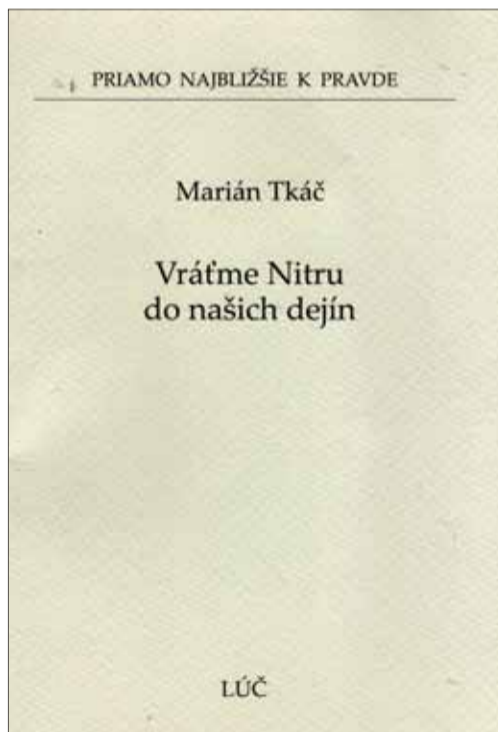 PRIAMO NAJBLIŽŠIE K PRAVDE
Marián Tkáč
Vráťme Nitru
do našich dejín
LÚČ